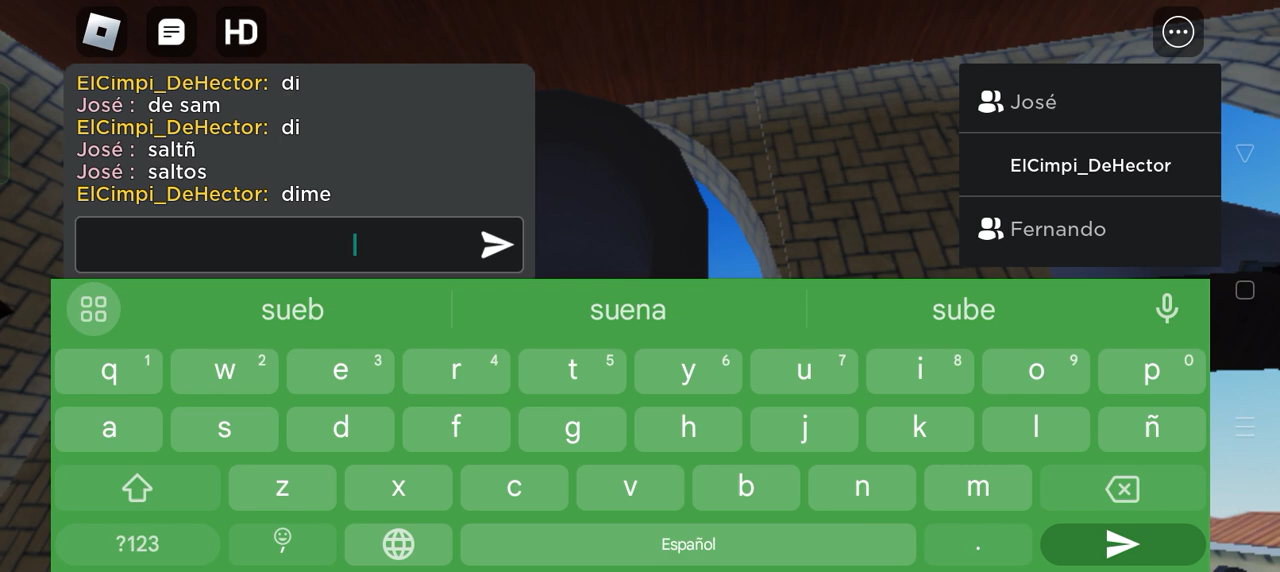 HD
ElCimpi_DeHector: di
José : de sam
ElCimpi_DeHector: di
José : saltñ
José : saltos
ElCimpi_DeHector: dime
José
ElCimpi_DeHector
Fernando
sueb suena sube
q 1 w 2 e 3 r 4 t 5 y 6 u 7 i 8 o 9 p 0
a s d f g h j k l ñ
z x c v b n m
?123 Español .